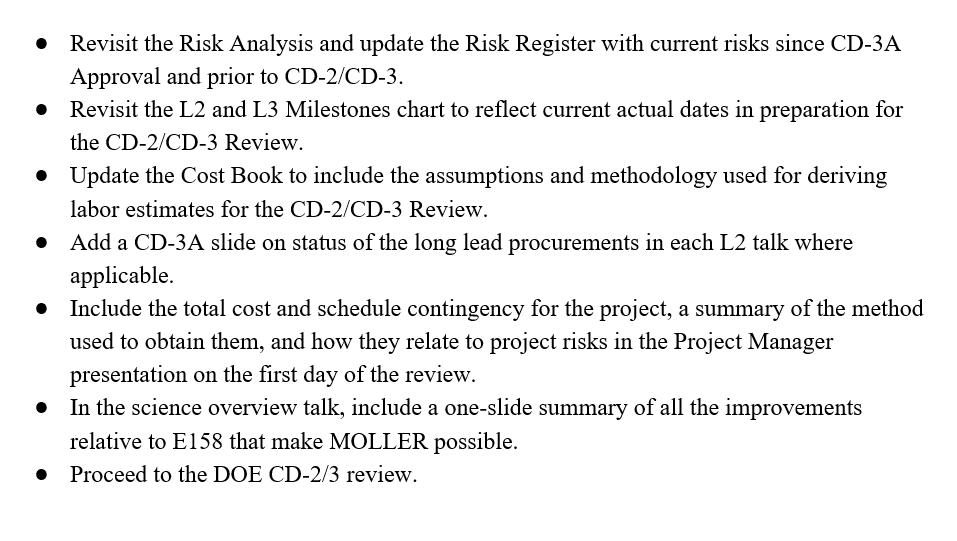 ● Revisit the Risk Analysis and update the Risk Register with current risks since CD-3A
Approval and prior to CD-2/CD-3.
● Revisit the L2 and L3 Milestones chart to reflect current actual dates in preparation for
the CD-2/CD-3 Review.
● Update the Cost Book to include the assumptions and methodology used for deriving
labor estimates for the CD-2/CD-3 Review.
● Add a CD-3A slide on status of the long lead procurements in each L2 talk where
applicable.
● Include the total cost and schedule contingency for the project, a summary of the method
used to obtain them, and how they relate to project risks in the Project Manager
presentation on the first day of the review.
● In the science overview talk, include a one-slide summary of all the improvements
relative to E158 that make MOLLER possible.
● Proceed to the DOE CD-2/3 review.